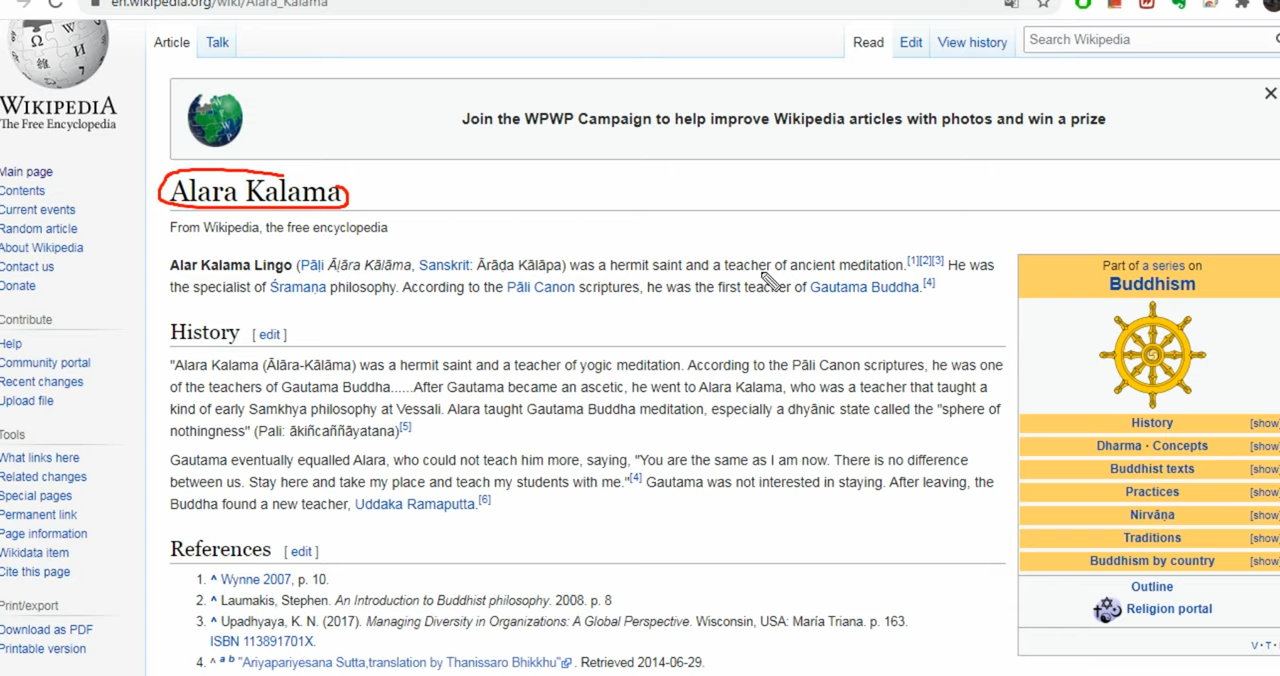 en.wikipedia.org/wiki/Alara_Kalama
Article Talk Read Edit View history Search Wikipedia
WIKIPEDIA
The Free Encyclopedia
Main page
Contents
Current events
Random article
About Wikipedia
Contact us
Donate
Contribute
Help
Community portal
Recent changes
Upload file
Tools
What links here
Related changes
Special pages
Permanent link
Page information
Wikidata item
Cite this page
Print/export
Download as PDF
Printable version
Join the WPWP Campaign to help improve Wikipedia articles with photos and win a prize
Alara Kalama
From Wikipedia, the free encyclopedia
Alar Kalama Lingo (Pāḷi Āḷāra Kālāma, Sanskrit: Ārāḍa Kālāpa) was a hermit saint and a teacher of ancient meditation.[1][2][3] He was
the specialist of Śramaṇa philosophy. According to the Pāli Canon scriptures, he was the first teacher of Gautama Buddha.[4]
History [ edit ]
"Alara Kalama (Ālāra-Kālāma) was a hermit saint and a teacher of yogic meditation. According to the Pāli Canon scriptures, he was one
of the teachers of Gautama Buddha......After Gautama became an ascetic, he went to Alara Kalama, who was a teacher that taught a
kind of early Samkhya philosophy at Vessali. Alara taught Gautama Buddha meditation, especially a dhyānic state called the "sphere of
nothingness" (Pali: ākiñcaññāyatana)[5]
Gautama eventually equalled Alara, who could not teach him more, saying, "You are the same as I am now. There is no difference
between us. Stay here and take my place and teach my students with me."[4] Gautama was not interested in staying. After leaving, the
Buddha found a new teacher, Uddaka Ramaputta.[6]
References [ edit ]
1. ^ Wynne 2007, p. 10.
2. ^ Laumakis, Stephen. An Introduction to Buddhist philosophy. 2008. p. 8
3. ^ Upadhyaya, K. N. (2017). Managing Diversity in Organizations: A Global Perspective. Wisconsin, USA: María Triana. p. 163.
ISBN 113891701X.
4. ^ a b "Ariyapariyesana Sutta,translation by Thanissaro Bhikkhu". Retrieved 2014-06-29.
Part of a series on
Buddhism
History [show]
Dharma · Concepts [show]
Buddhist texts [show]
Practices [show]
Nirvāṇa [show]
Traditions [show]
Buddhism by country [show]
Outline
Religion portal
V · T ·